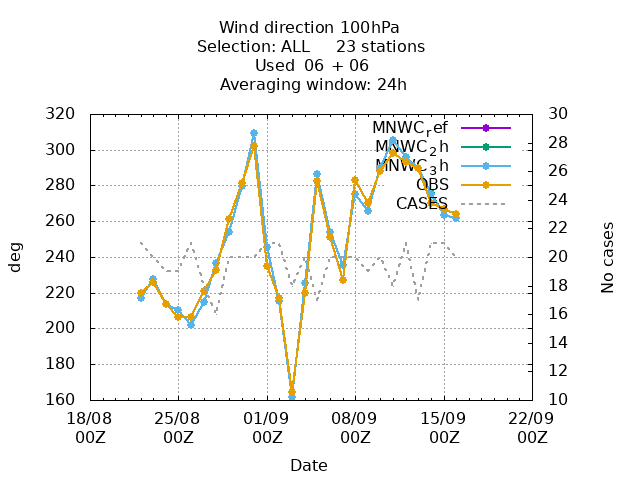 Wind direction 100hPa
Selection: ALL 23 stations
Used 06 + 06
Averaging window: 24h
320 30
MNWC_ref
300 28
MNWC_2h
MNWC_3h
280 26
OBS
24
CASES
260 22
240 20
220 18
200 16
180 14
12
160 10
deg
No cases
18/08 25/08 01/09 08/09 15/09 22/09
00Z 00Z 00Z 00Z 00Z 00Z
Date